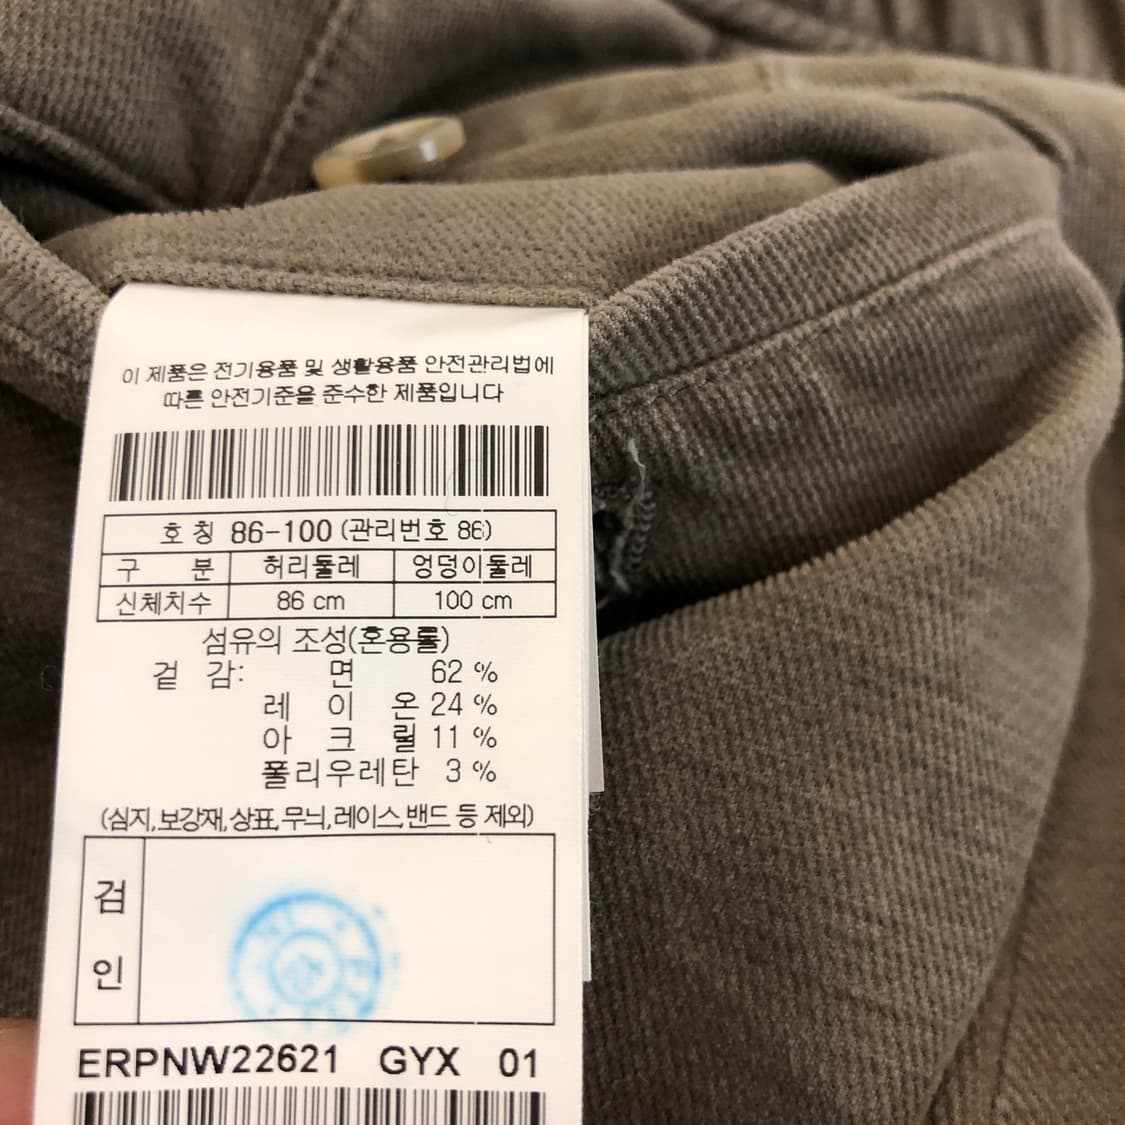 이 제품은 전기용품 및 생활용품 안전관리법에
따른 안전기준을 준수한 제품입니다
호 칭 86-100 (관리번호 86)
구 분 허리둘레 엉덩이둘레
신체치수 86 cm 100 cm
섬유의 조성(혼용률)
겉 감: 면 62 %
레 이 온 24 %
아 크 릴 11 %
폴리우레탄 3 %
(심지,보강재,상표,무늬,레이스,밴드 등 제외)
검
인
ERPNW22621 GYX 01